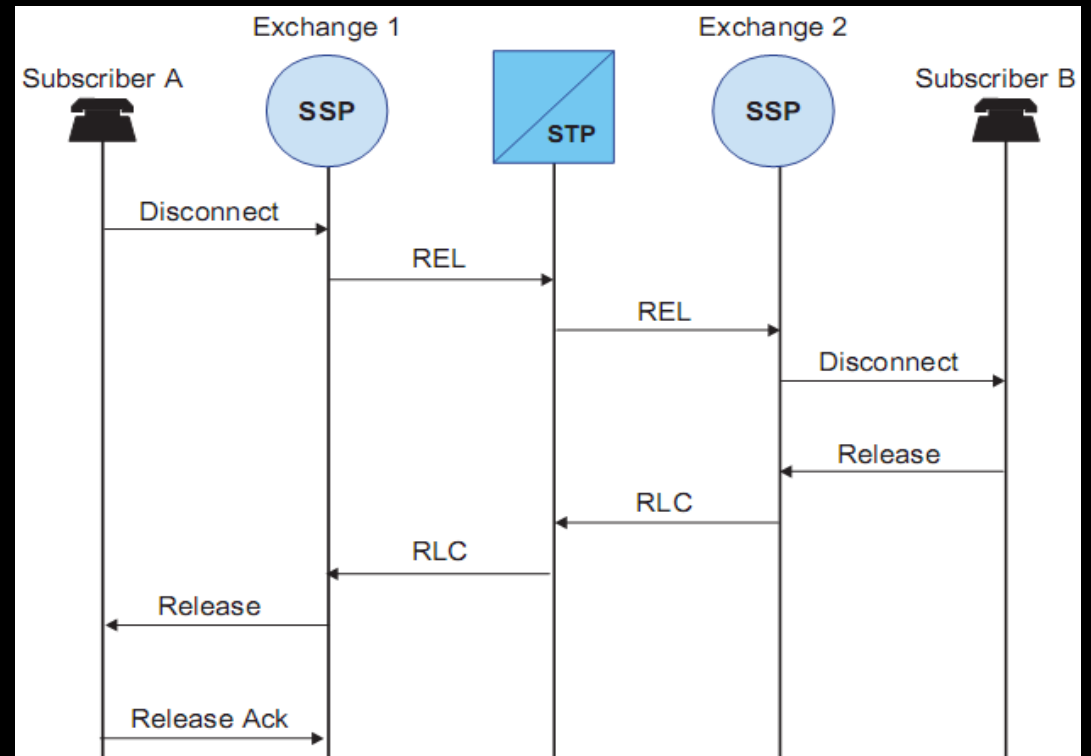 Exchange 1
Exchange 2
Subscriber A
Subscriber B
SSP
STP
SSP
Disconnect
REL
REL
Disconnect
Release
RLC
RLC
Release
Release Ack